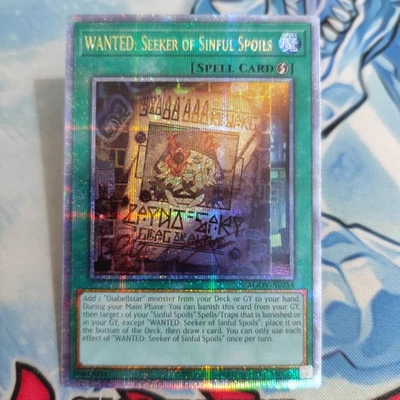 WANTED: SEEKER OF SINFUL SPOILS
[SPELL CARD]
Add 1 "Diabellstar" monster from your Deck or GY to your hand.
During your Main Phase: You can banish this card from your GY,
then target 1 of your "Sinful Spoils" Spells/Traps that is banished or
in your GY, except "WANTED: Seeker of Sinful Spoils"; place it
on the bottom of the Deck, then draw 1 card. You can only use each
effect of "WANTED: Seeker of Sinful Spoils" once per turn.